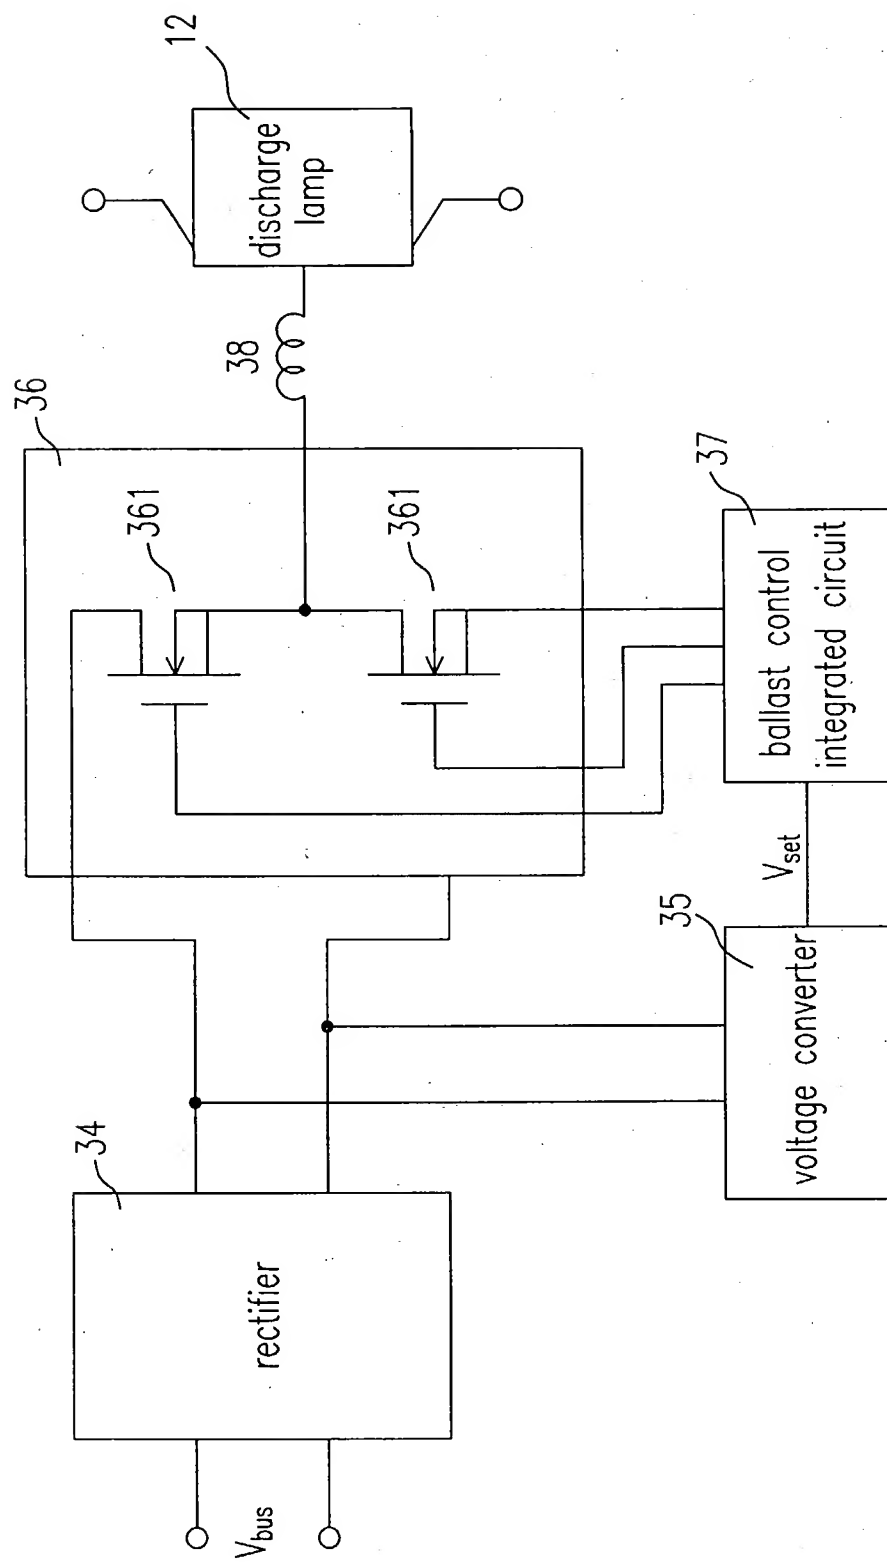 12
discharge
lamp
38
36
361
361
37
ballast control
integrated circuit
Vset
35
voltage converter
34
rectifier
Vbus